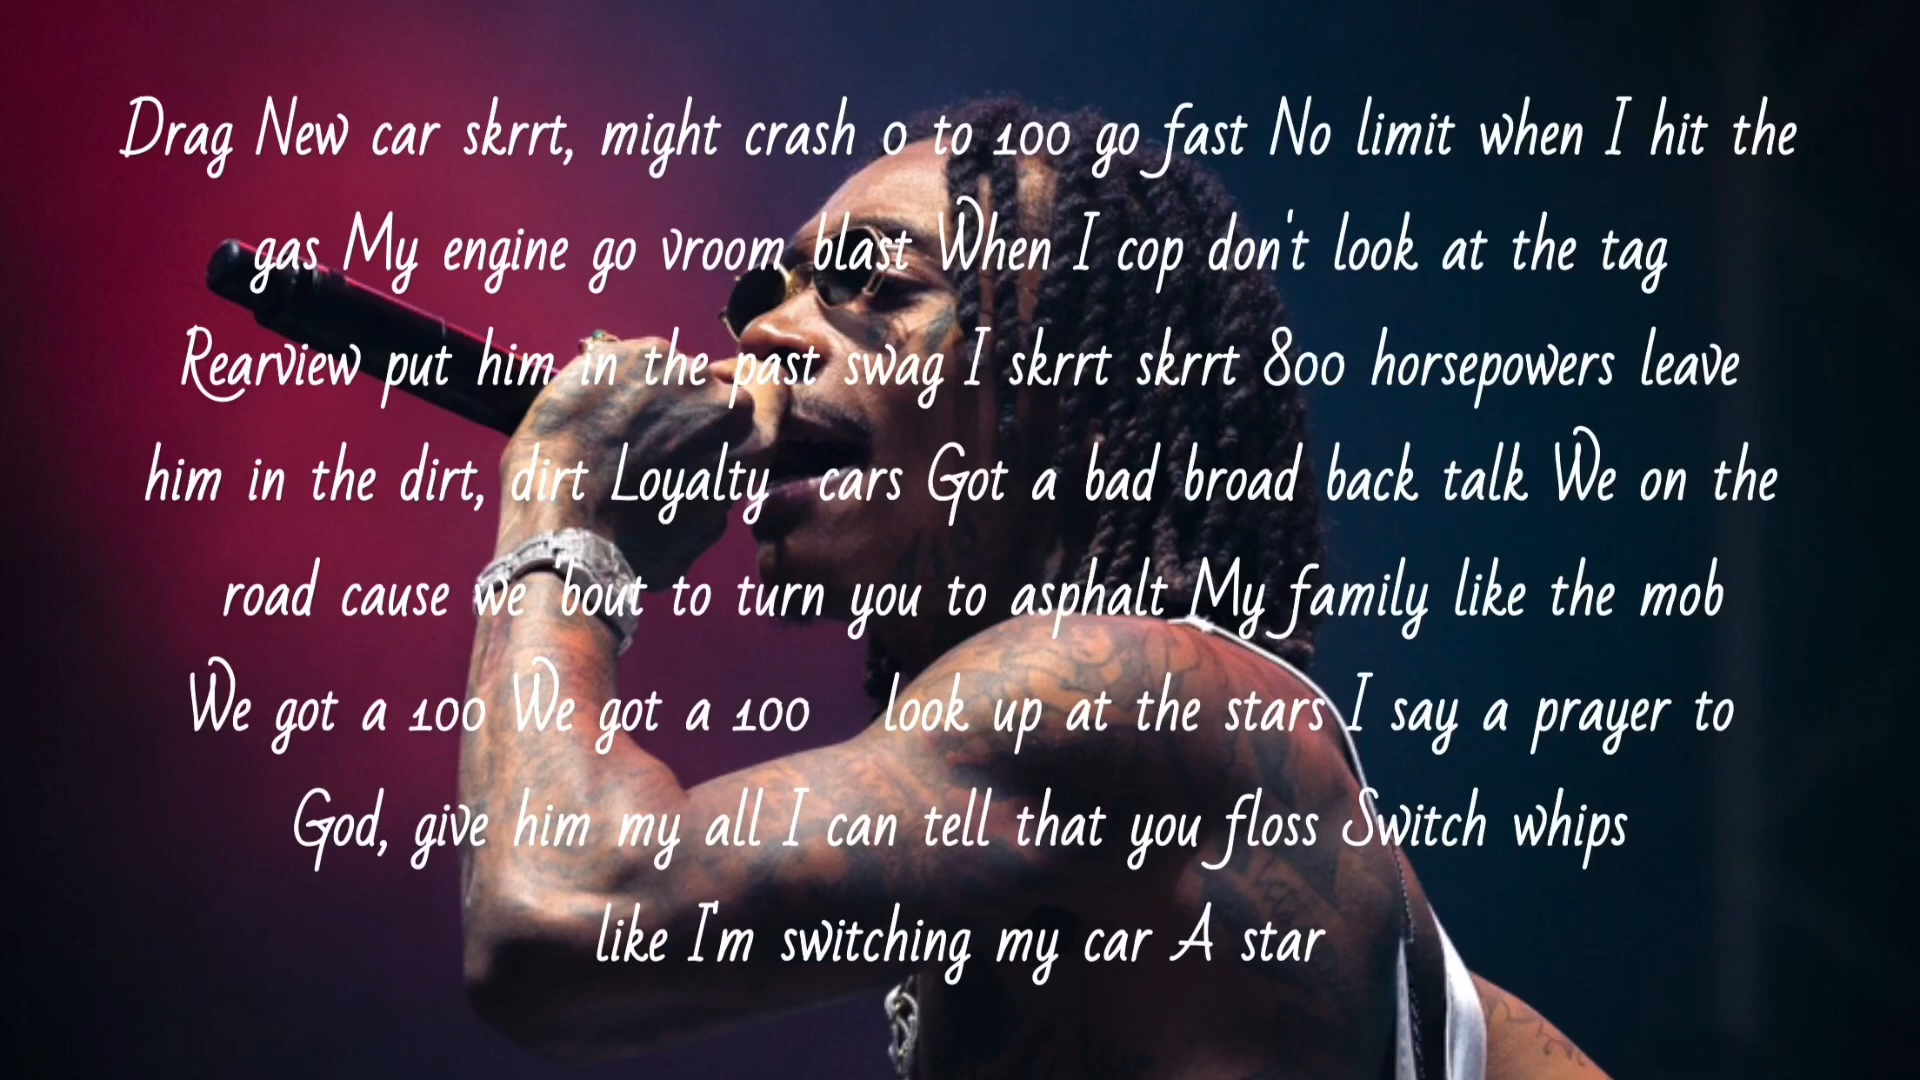 Drag New car skrrt, might crash 0 to 100 go fast No limit when I hit the
gas My engine go vroom blast When I cop don't look at the tag
Rearview put him in the past swag I skrrt skrrt 800 horsepowers leave
him in the dirt, dirt Loyalty cars Got a bad broad back talk We on the
road cause we 'bout to turn you to asphalt My family like the mob
We got a 100 We got a 100 look up at the stars I say a prayer to
God, give him my all I can tell that you floss Switch whips
like I'm switching my car A star